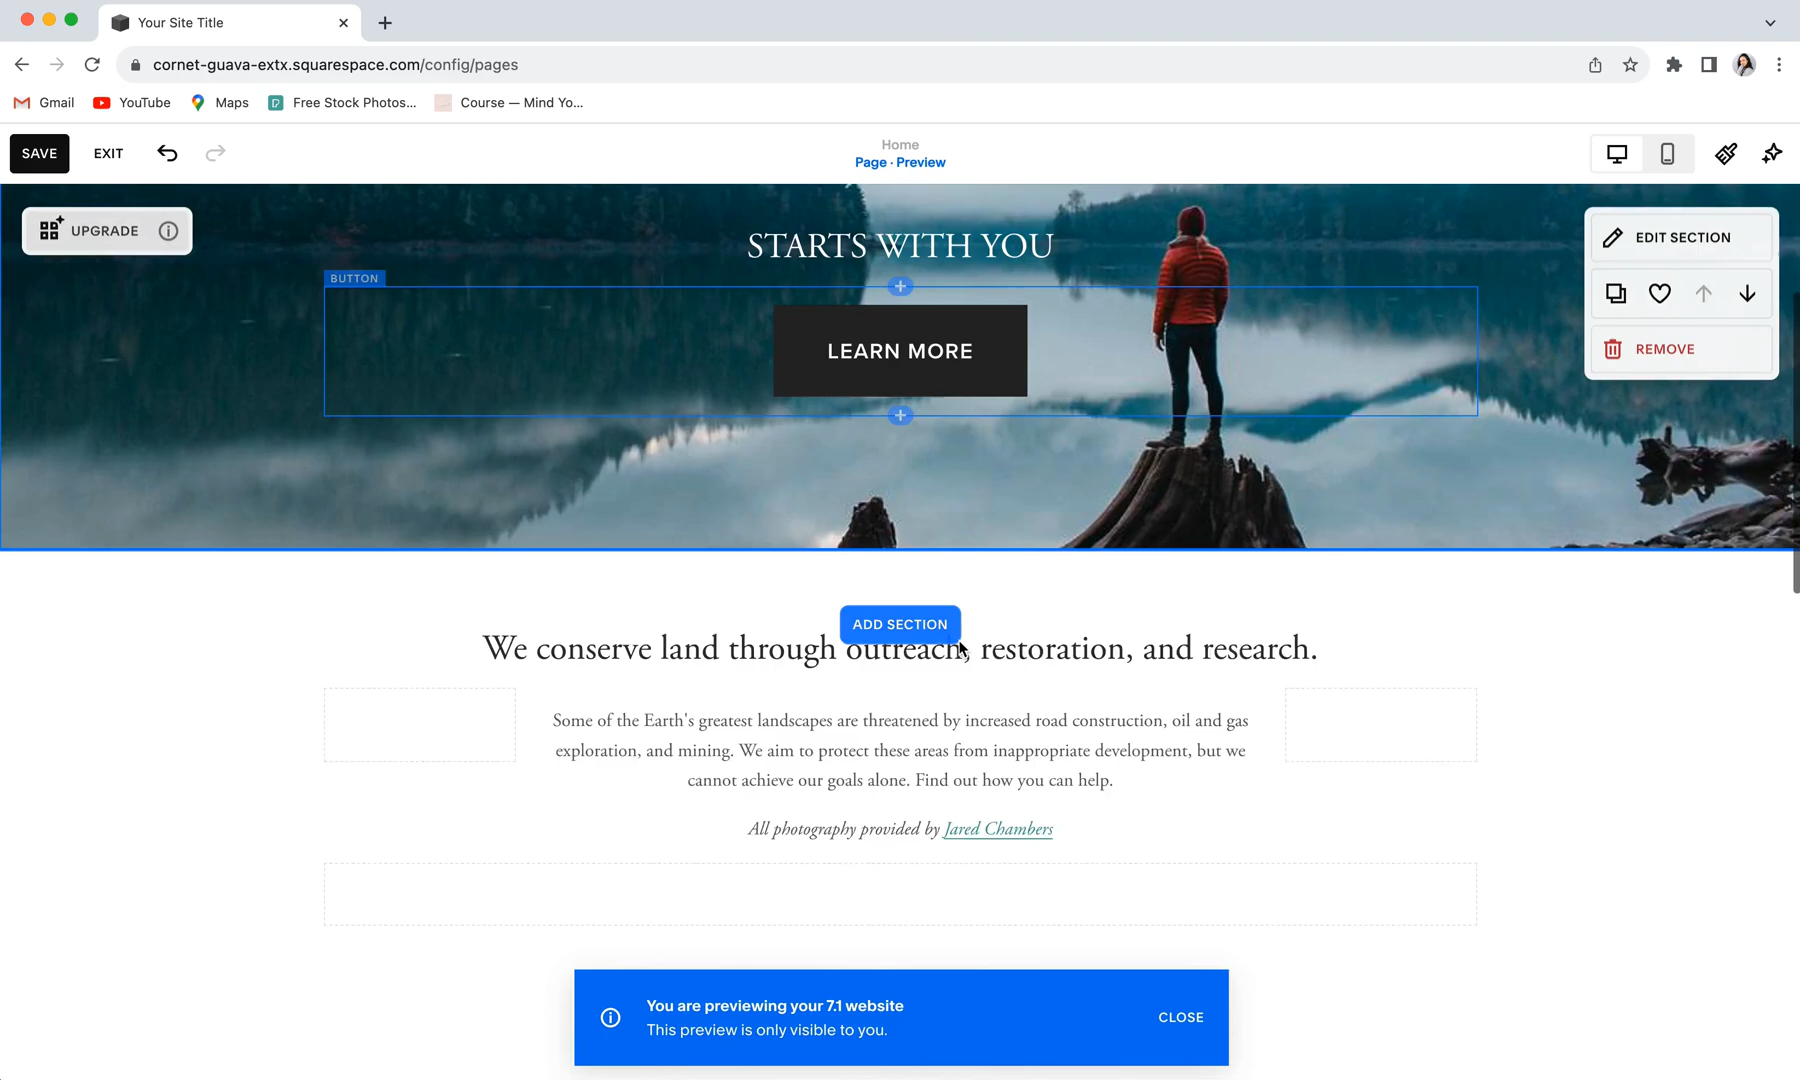 Your Site Title
cornet-guava-extx.squarespace.com/config/pages
Gmail
YouTube
Maps
Free Stock Photos...
Course — Mind Yo...
SAVE
EXIT
Home
Page · Preview
UPGRADE
STARTS WITH YOU
BUTTON
LEARN MORE
EDIT SECTION
REMOVE
ADD SECTION
We conserve land through outreach, restoration, and research.
Some of the Earth's greatest landscapes are threatened by increased road construction, oil and gas
exploration, and mining. We aim to protect these areas from inappropriate development, but we
cannot achieve our goals alone. Find out how you can help.
All photography provided by Jared Chambers
You are previewing your 7.1 website
This preview is only visible to you.
CLOSE